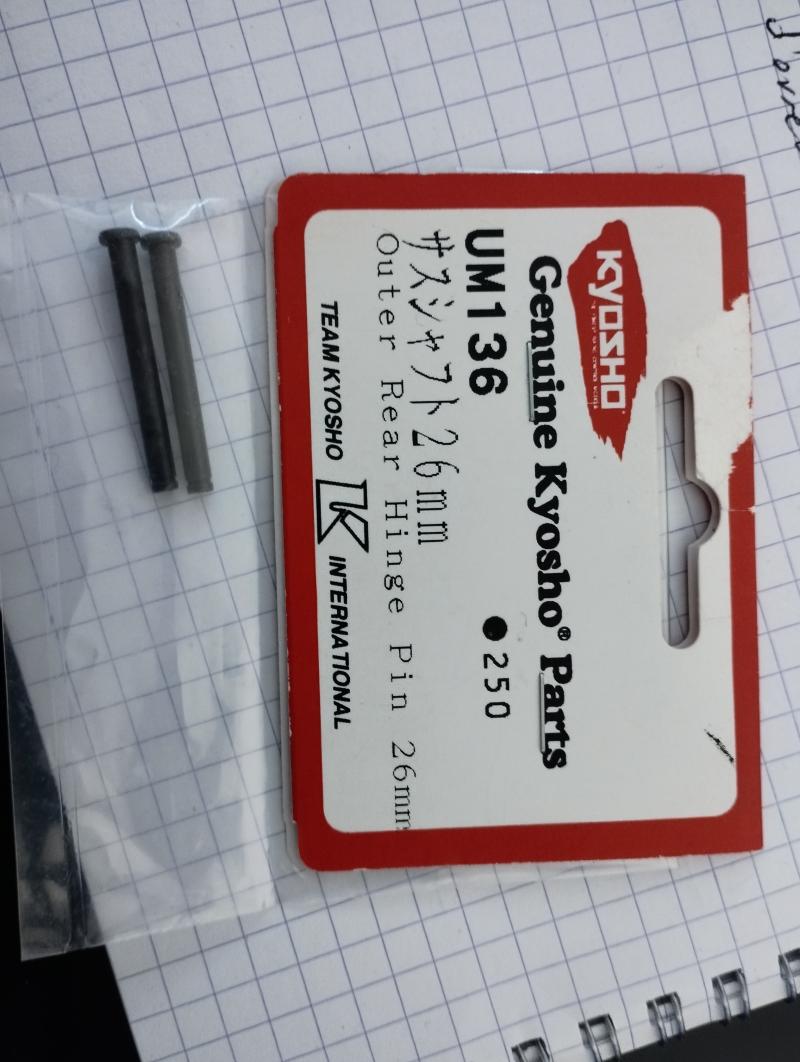 KYOSHO
Genuine Kyosho® Parts
UM136 ●250
サスシャフト26mm
Outer Rear Hinge Pin 26mm
TEAM KYOSHO K INTERNATIONAL